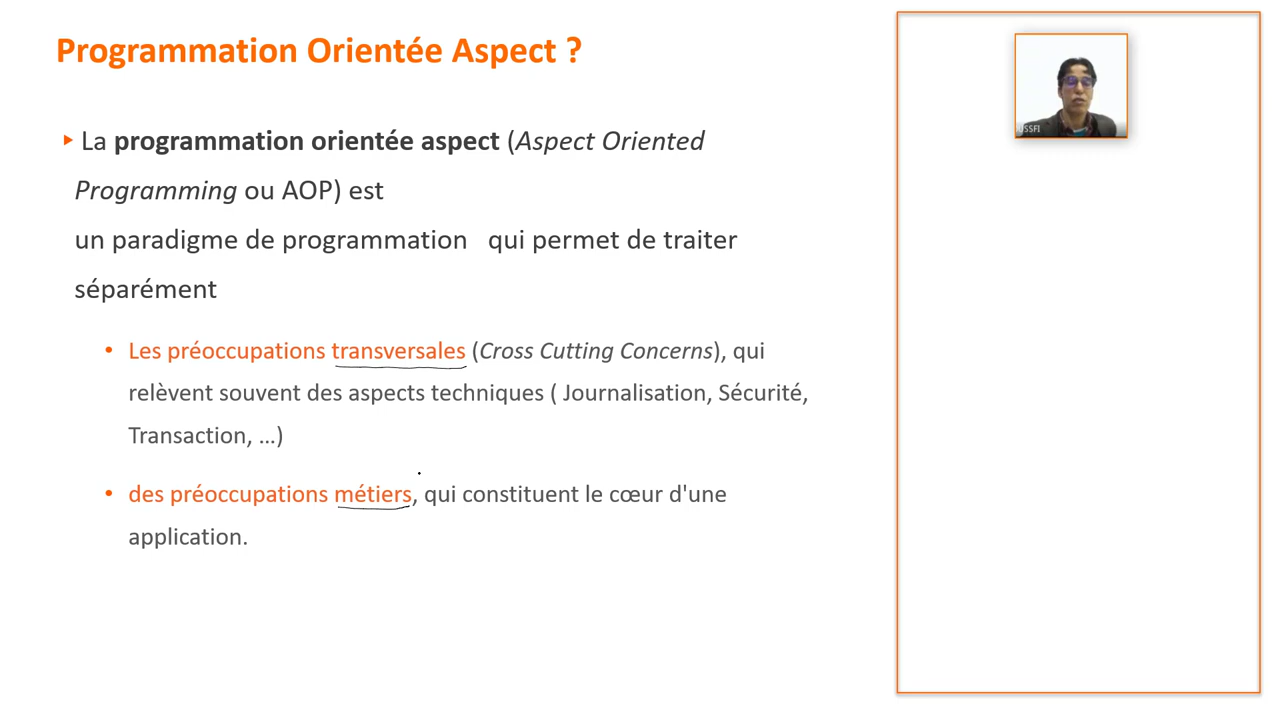 Programmation Orientée Aspect ?
La programmation orientée aspect (Aspect Oriented
Programming ou AOP) est
un paradigme de programmation qui permet de traiter
séparément
• Les préoccupations transversales (Cross Cutting Concerns), qui
relèvent souvent des aspects techniques ( Journalisation, Sécurité,
Transaction, ...)
• des préoccupations métiers, qui constituent le cœur d'une
application.